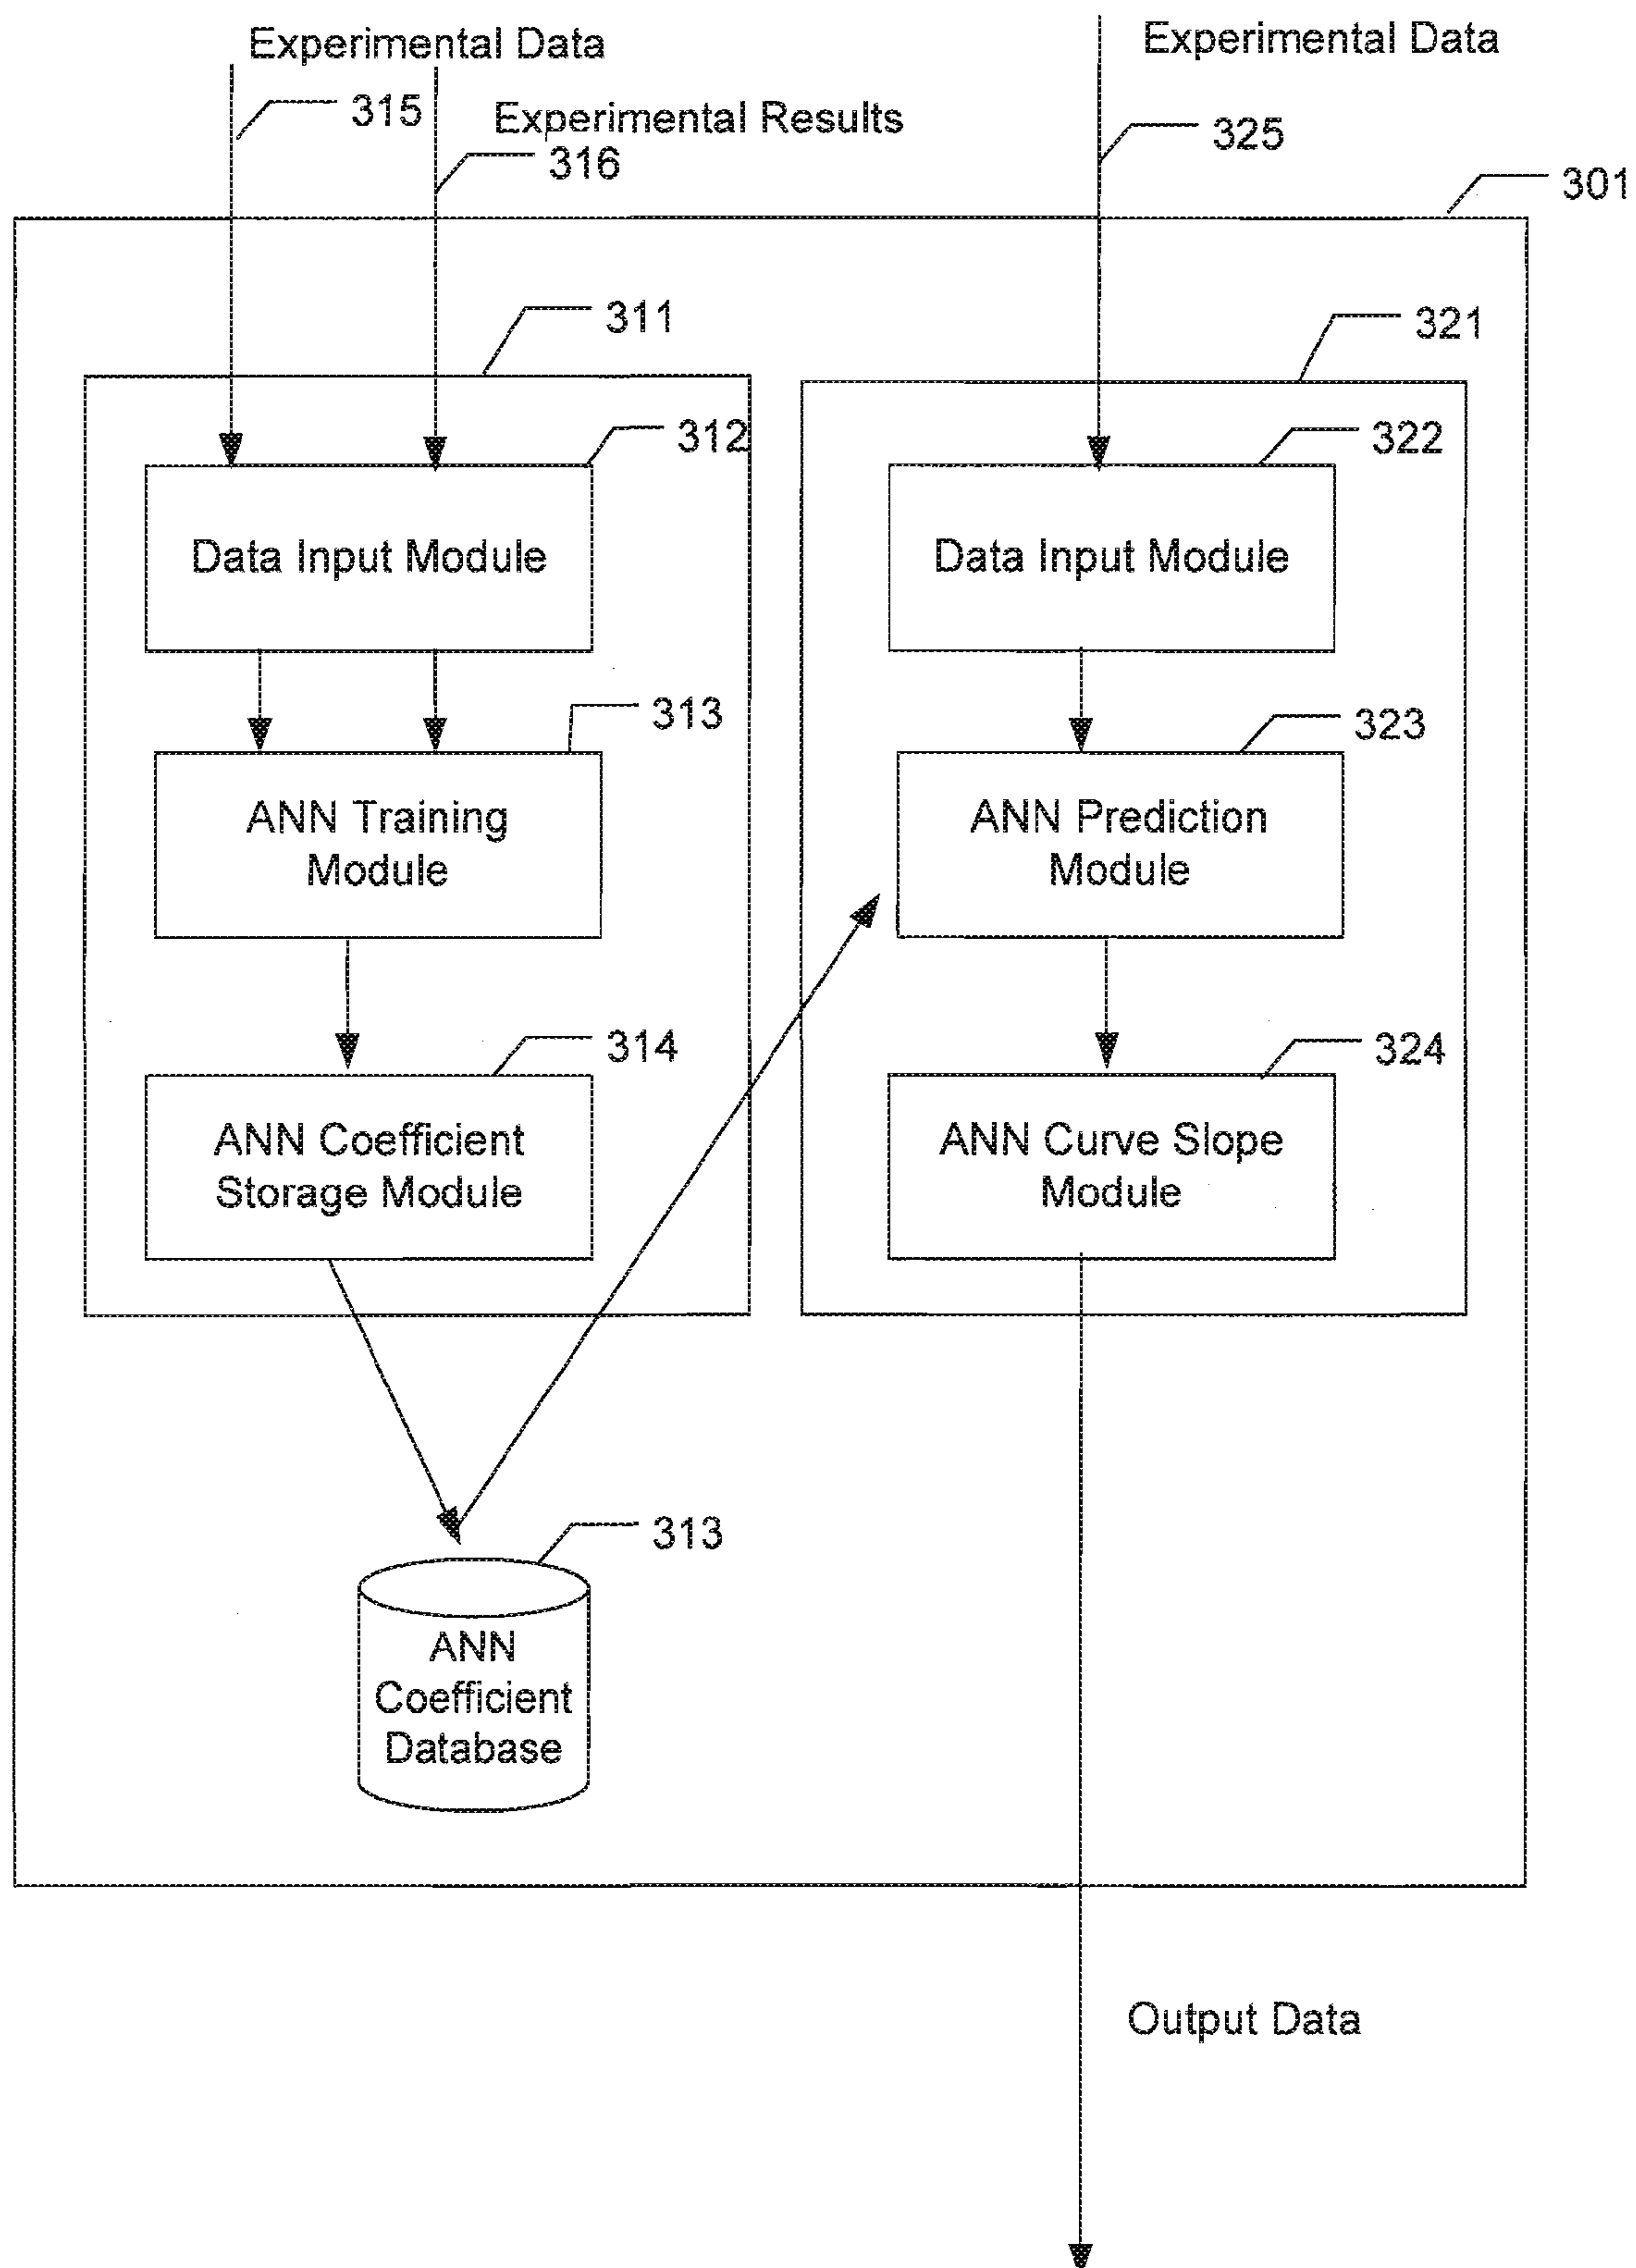 Experimental Data
Experimental Data
315
Experimental Results
325
316
301
311
321
312
322
Data Input Module
Data Input Module
313
323
ANN Training
Module
ANN Prediction
Module
314
324
ANN Coefficient
Storage Module
ANN Curve Slope
Module
313
ANN
Coefficient
Database
Output Data